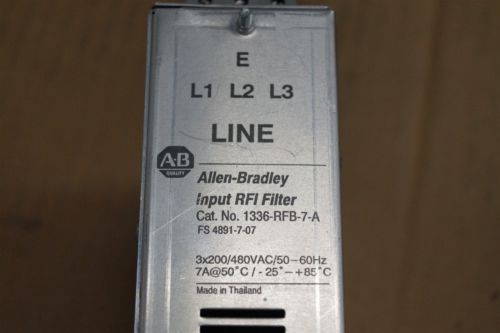 E
L1 L2 L3
LINE
A-B
QUALITY
Allen-Bradley
Input RFI Filter
Cat. No. 1336-RFB-7-A
FS 4891-7-07
3x200/480VAC/50-60Hz
7A@50°C / - 25°- +85°C
Made in Thailand